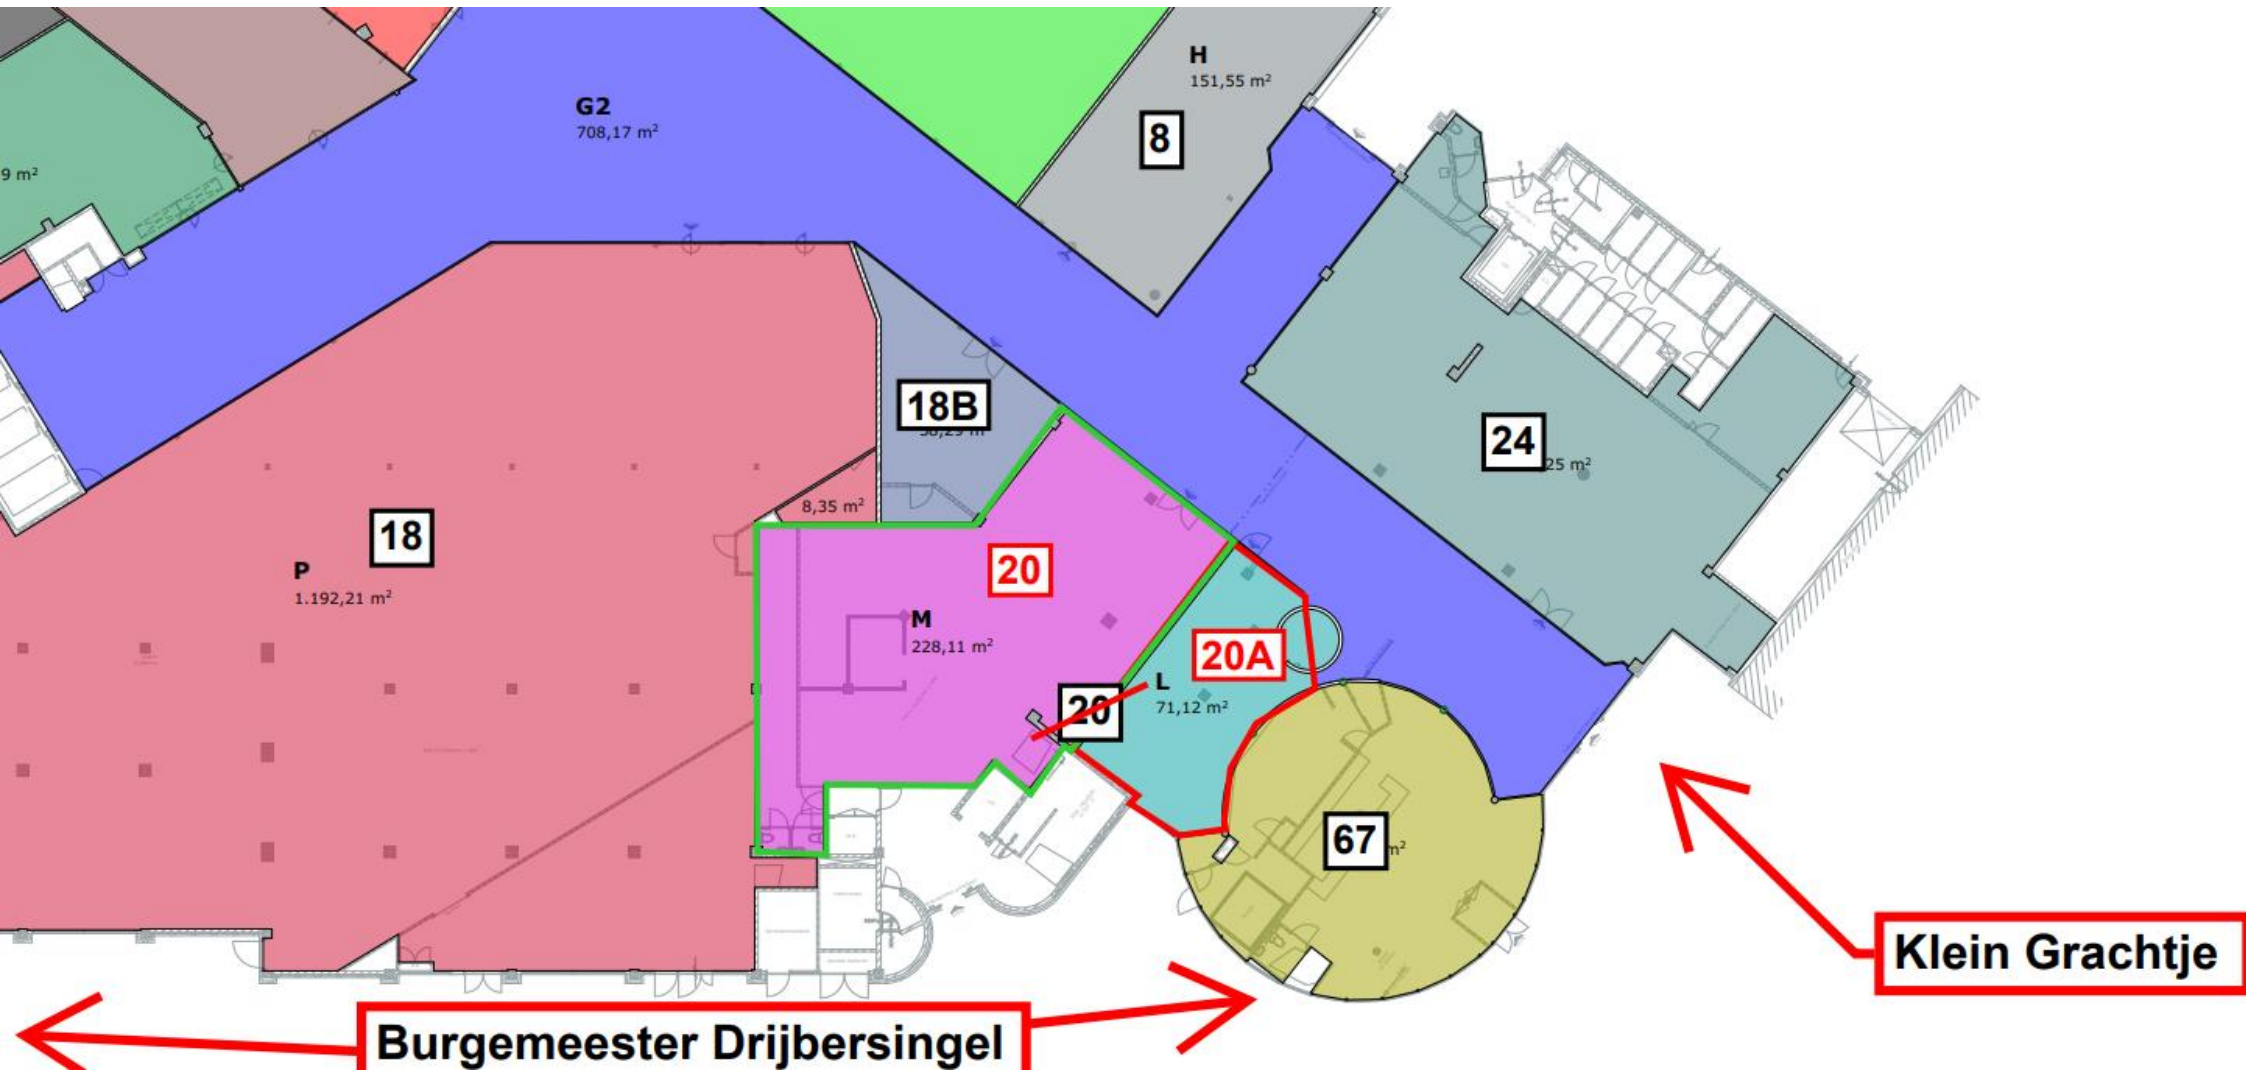 H
151,55 m²
G2
708,17 m²
8
9 m²
18B
24
25 m²
8,35 m²
18
20
P
1.192,21 m²
M
228,11 m²
20A
L
20
71,12 m²
67
m²
Klein Grachtje
Burgemeester Drijbersingel